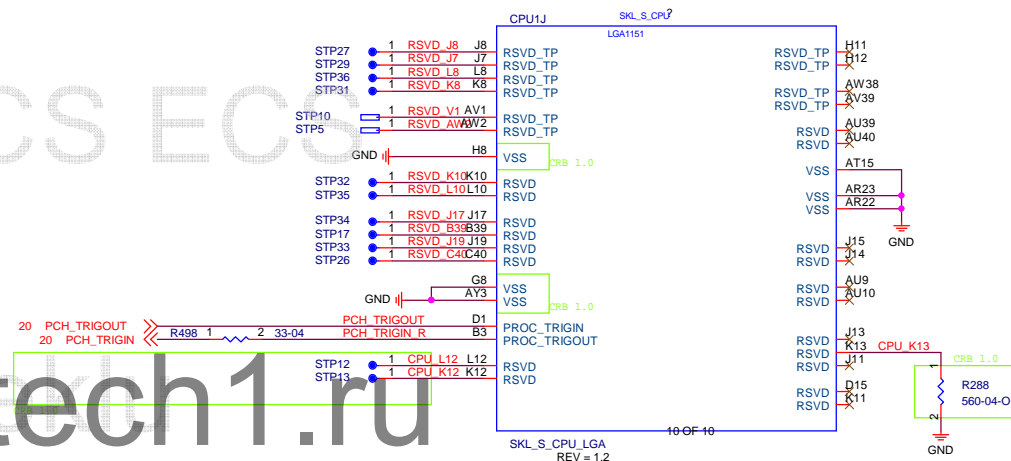 CPU1J
SKL_S_CPU
?
LGA1151
STP27 1 RSVD_J8 J8 RSVD_TP
STP29 1 RSVD_J7 J7 RSVD_TP
STP36 1 RSVD_L8 L8 RSVD_TP
STP31 1 RSVD_K8 K8 RSVD_TP
STP10 1 RSVD_V1 AV1 RSVD_TP
STP5 1 RSVD_AW2 AW2 RSVD_TP
GND H8 VSS
CRB 1.0
STP32 1 RSVD_K10 K10 RSVD
STP35 1 RSVD_L10 L10 RSVD
STP34 1 RSVD_J17 J17 RSVD
STP17 1 RSVD_B39 B39 RSVD
STP33 1 RSVD_J19 J19 RSVD
STP26 1 RSVD_C40 C40 RSVD
G8 VSS
GND AY3 VSS
CRB 1.0
20 PCH_TRIGOUT PCH_TRIGOUT D1 PROC_TRIGIN
20 PCH_TRIGIN R498 1 2 33-04 PCH_TRIGIN_R B3 PROC_TRIGOUT
STP12 1 CPU_L12 L12 RSVD
STP13 1 CPU_K12 K12 RSVD
CRB 1.0
RSVD_TP H11
RSVD_TP H12
RSVD_TP AW38
RSVD_TP AV39
RSVD AU39
RSVD AU40
VSS AT15
VSS AR23
VSS AR22
GND
RSVD J15
RSVD J14
RSVD AU9
RSVD AU10
RSVD J13
RSVD K13 CPU_K13
RSVD J11
RSVD D15
RSVD K11
CRB 1.0
1
R288
560-04-O
2
GND
10 OF 10
SKL_S_CPU_LGA
REV = 1.2
CS ECS
tech1.ru